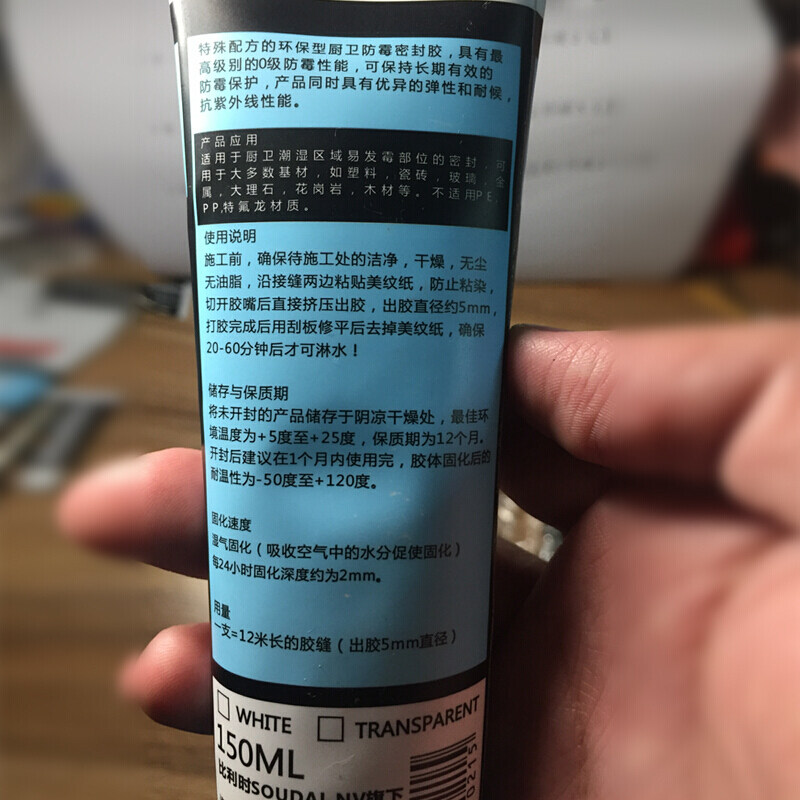 特殊配方的环保型厨卫防霉密封胶，具有最
高级别的0级防霉性能，可保持长期有效的
防霉保护，产品同时具有优异的弹性和耐候，
抗紫外线性能。
产品应用
适用于厨卫潮湿区域易发霉部位的密封，可
用于大多数基材，如塑料，瓷砖，玻璃，金
属，大理石，花岗岩，木材等。不适用PE，
PP,特氟龙材质。
使用说明
施工前，确保待施工处的洁净，干燥，无尘
无油脂，沿接缝两边粘贴美纹纸，防止粘染，
切开胶嘴后直接挤压出胶，出胶直径约5mm，
打胶完成后用刮板修平后去掉美纹纸，确保
20-60分钟后才可淋水！
储存与保质期
将未开封的产品储存于阴凉干燥处，最佳环
境温度为+5度至+25度，保质期为12个月。
开封后建议在1个月内使用完，胶体固化后的
耐温性为-50度至+120度。
固化速度
湿气固化（吸收空气中的水分促使固化）
每24小时固化深度约为2mm。
用量
一支=12米长的胶缝（出胶5mm直径）
WHITE TRANSPARENT
150ML
比利时SOUDAL NV旗下